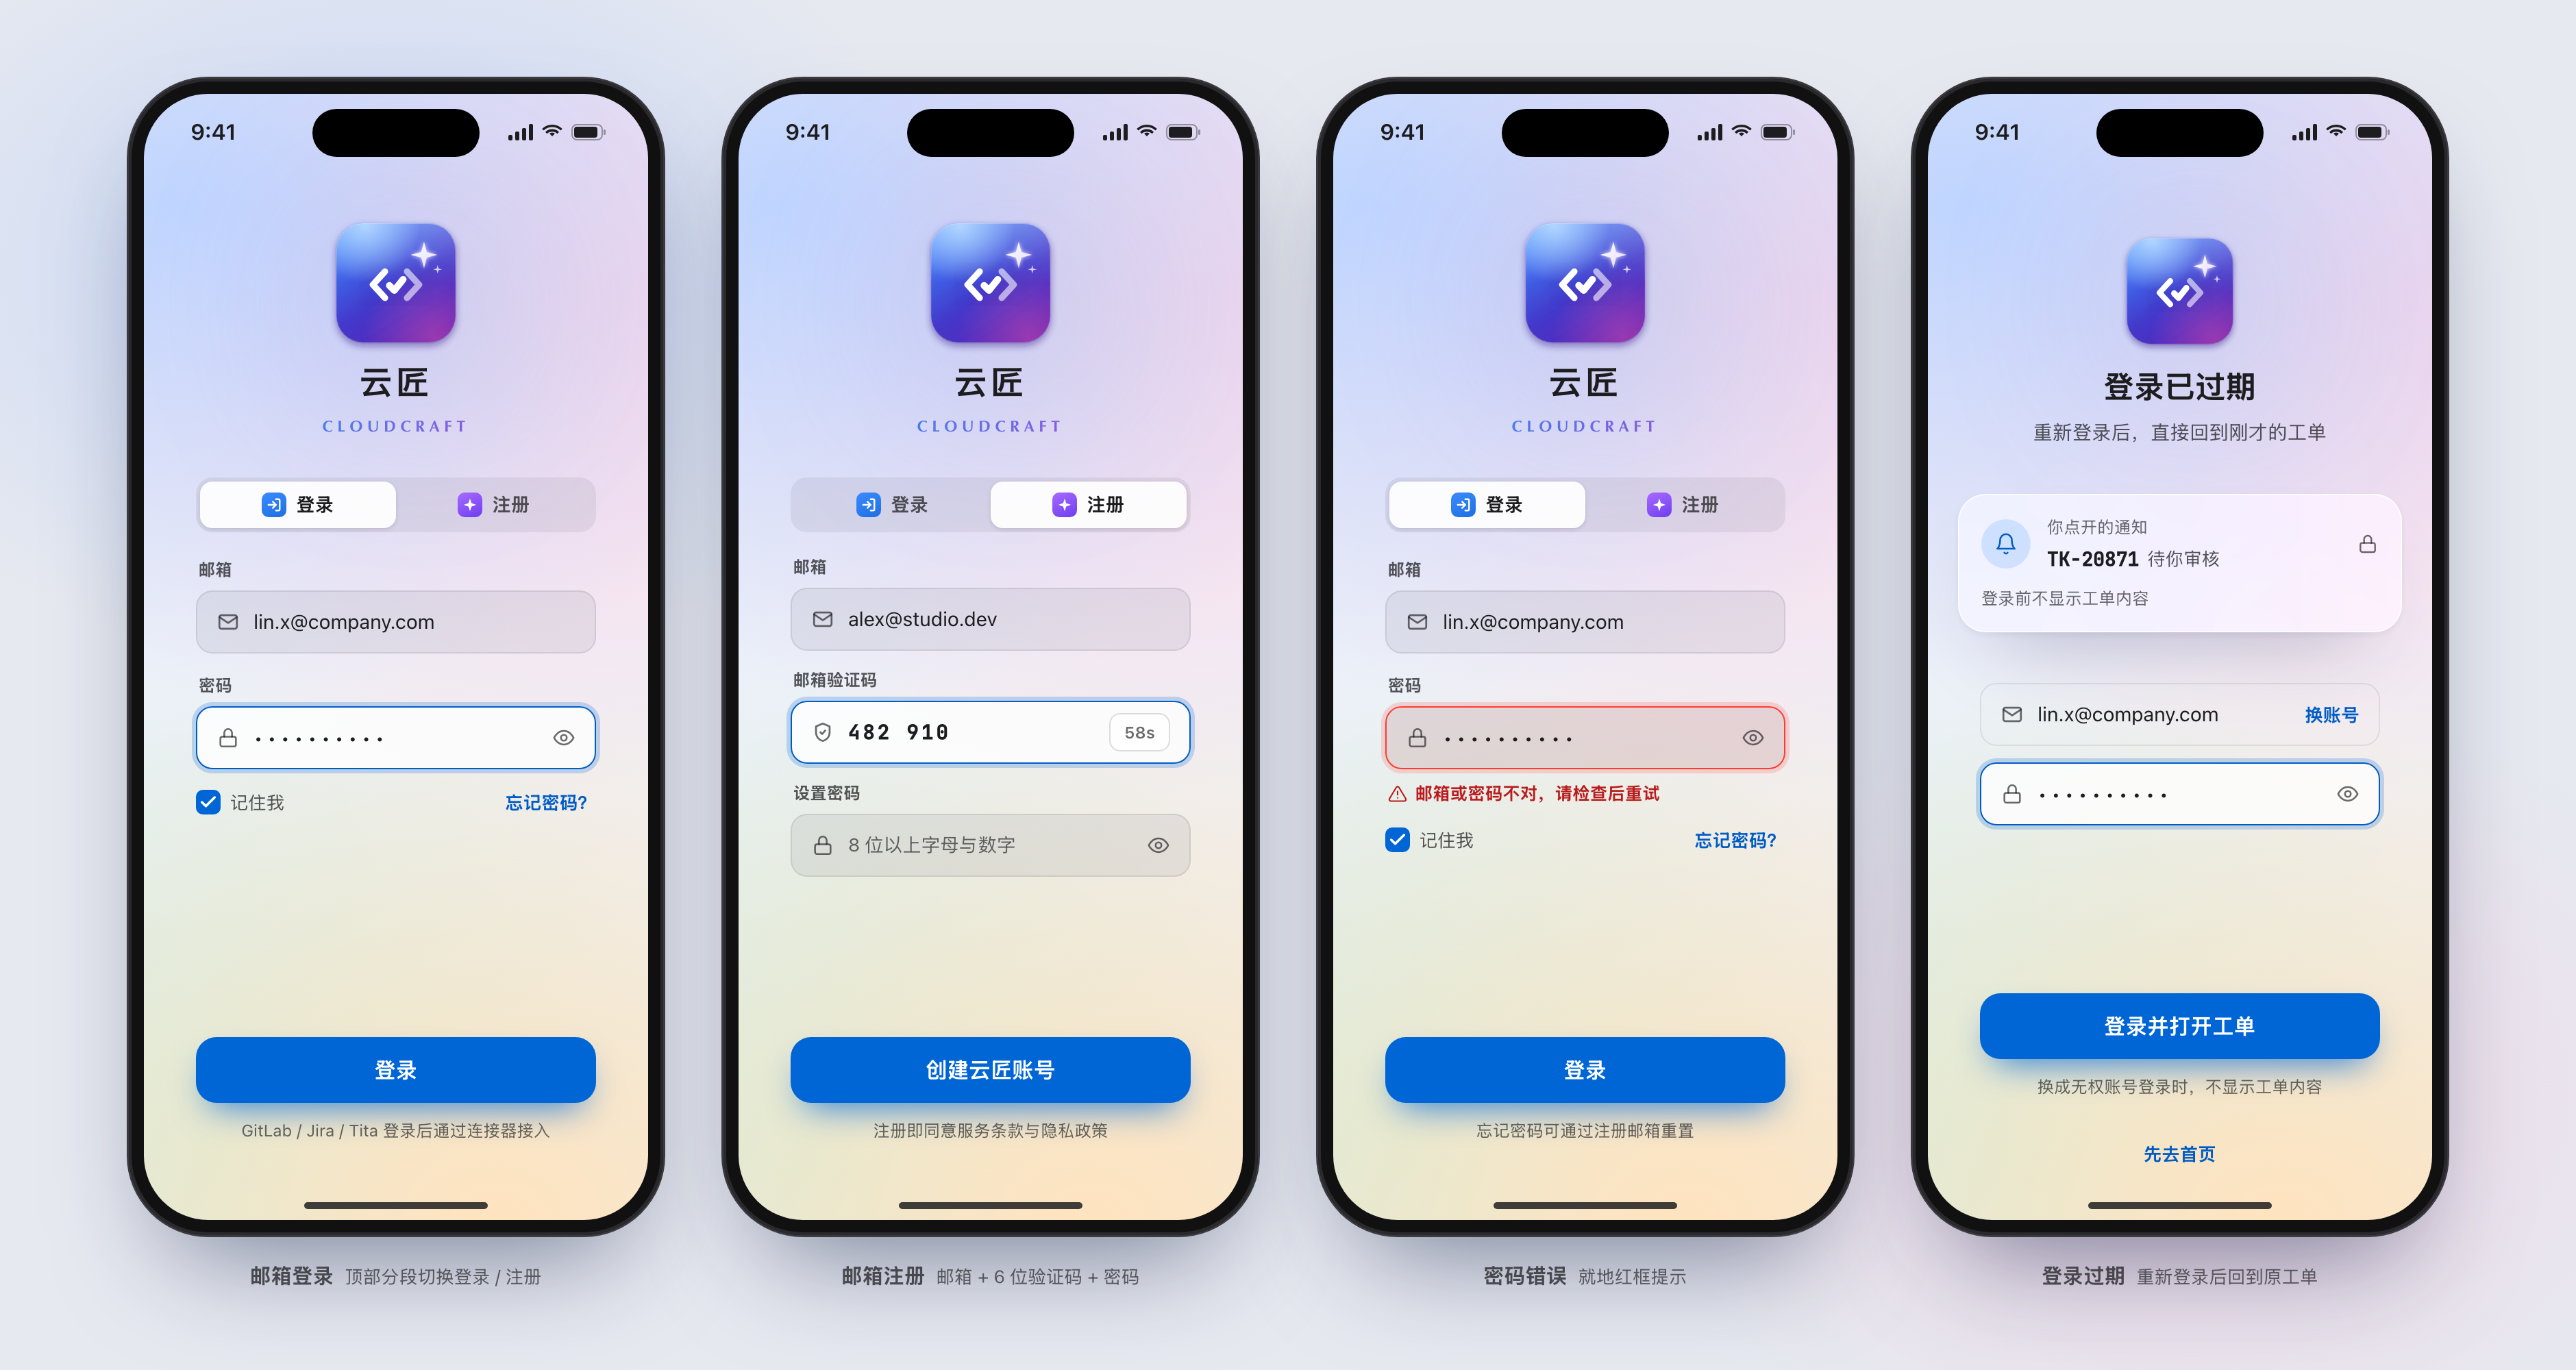 9:41
云匠
CLOUDCRAFT
登录 注册
邮箱
lin.x@company.com
密码
••••••••••
记住我 忘记密码?
登录
GitLab / Jira / Tita 登录后通过连接器接入
邮箱登录 顶部分段切换登录 / 注册
9:41
云匠
CLOUDCRAFT
登录 注册
邮箱
alex@studio.dev
邮箱验证码
482 910 58s
设置密码
8 位以上字母与数字
创建云匠账号
注册即同意服务条款与隐私政策
邮箱注册 邮箱 + 6 位验证码 + 密码
9:41
云匠
CLOUDCRAFT
登录 注册
邮箱
lin.x@company.com
密码
••••••••••
邮箱或密码不对，请检查后重试
记住我 忘记密码?
登录
忘记密码可通过注册邮箱重置
密码错误 就地红框提示
9:41
登录已过期
重新登录后，直接回到刚才的工单
你点开的通知
TK-20871 待你审核
登录前不显示工单内容
lin.x@company.com 换账号
••••••••••
登录并打开工单
换成无权账号登录时，不显示工单内容
先去首页
登录过期 重新登录后回到原工单